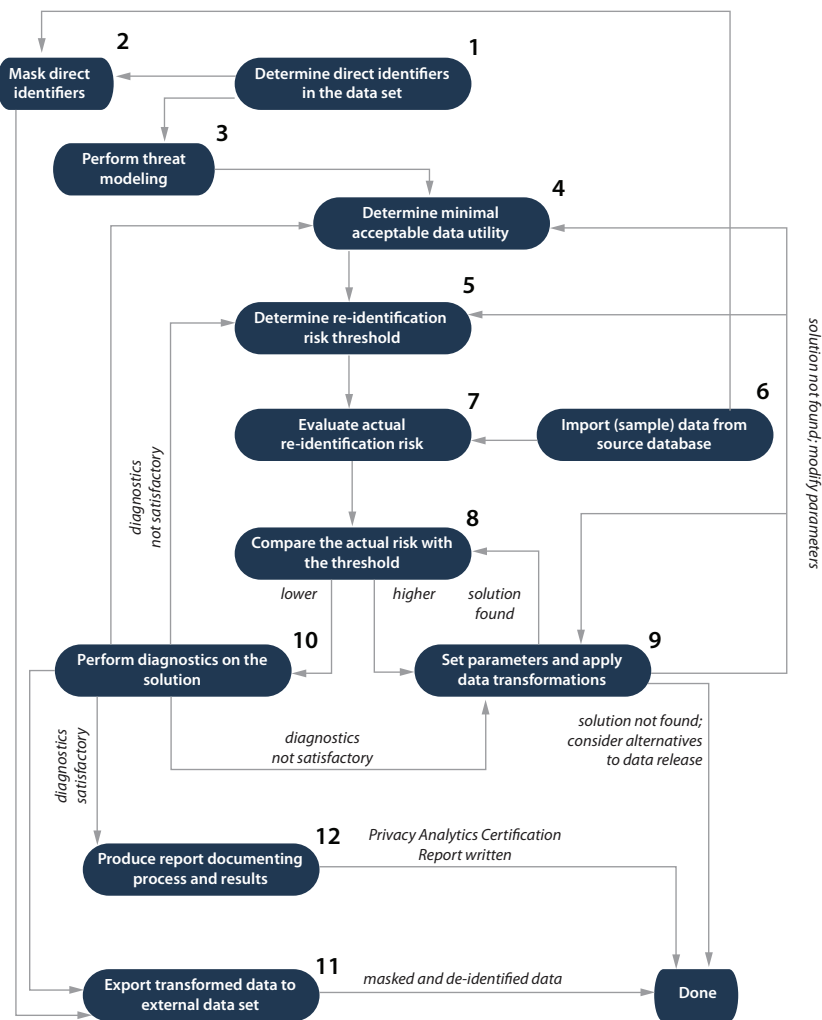 2
1
Mask direct
identifiers
Determine direct identifiers
in the data set
3
Perform threat
modeling
4
Determine minimal
acceptable data utility
5
Determine re-identification
risk threshold
solution not found; modify parameters
7
6
Evaluate actual
re-identification risk
Import (sample) data from
source database
diagnostics
not satisfactory
8
Compare the actual risk with
the threshold
lower
higher
solution
found
10
9
Perform diagnostics on the
solution
Set parameters and apply
data transformations
diagnostics
satisfactory
diagnostics
not satisfactory
solution not found;
consider alternatives
to data release
12
Produce report documenting
process and results
Privacy Analytics Certification
Report written
11
Export transformed data to
external data set
masked and de-identified data
Done